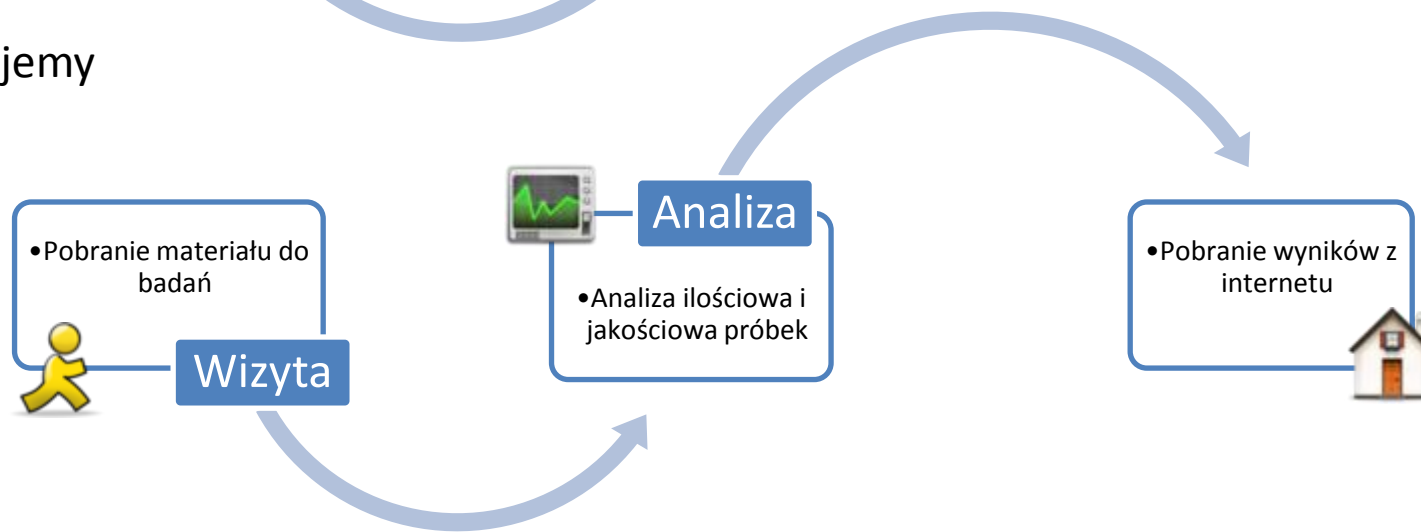 jemy
•Pobranie materiału do
badań
Wizyta
Analiza
•Analiza ilościowa i
jakościowa próbek
•Pobranie wyników z
internetu